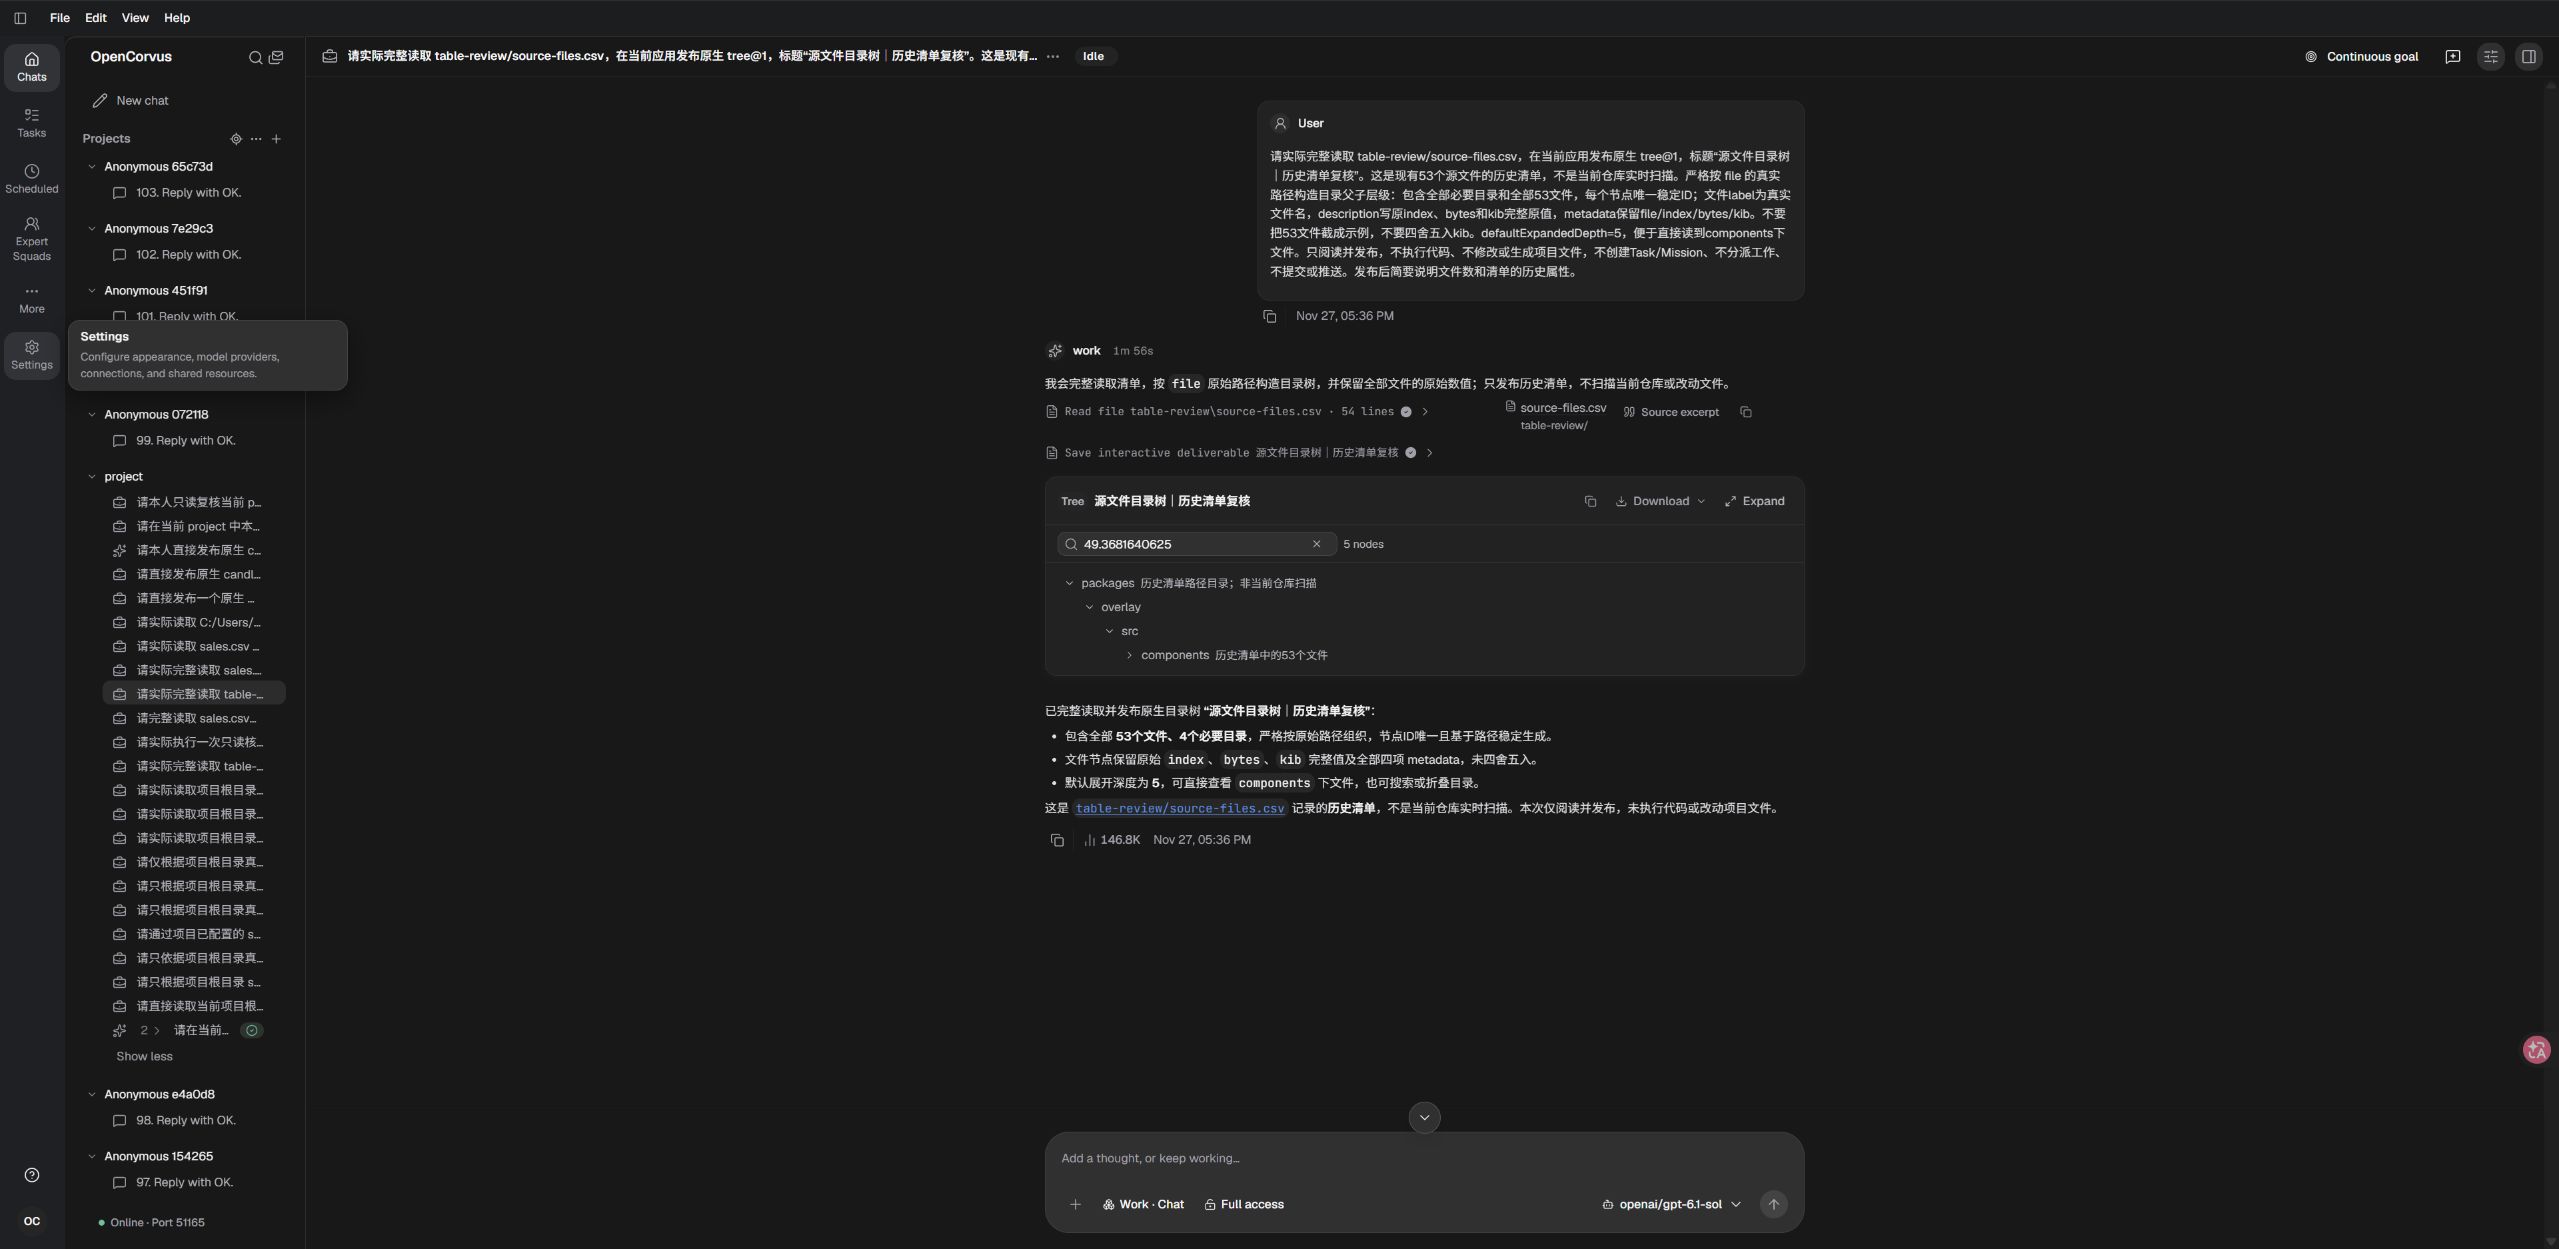 File Edit View Help
Chats
Tasks
Scheduled
Expert
Squads
More
Settings
OC
OpenCorvus
New chat
Projects
Anonymous 65c73d
103. Reply with OK.
Anonymous 7e29c3
102. Reply with OK.
Anonymous 451f91
101. Reply with OK.
Settings
Configure appearance, model providers,
connections, and shared resources.
Anonymous 072118
99. Reply with OK.
project
请本人只读复核当前 p...
请在当前 project 中本...
请本人直接发布原生 c...
请直接发布原生 candl...
请直接发布一个原生 ...
请实际读取 C:/Users/...
请实际读取 sales.csv ...
请实际完整读取 sales....
请实际完整读取 table-...
请完整读取 sales.csv...
请实际执行一次只读核...
请实际完整读取 table-...
请实际读取项目根目录...
请实际读取项目根目录...
请实际读取项目根目录...
请仅根据项目根目录真...
请只根据项目根目录真...
请只根据项目根目录真...
请通过项目已配置的 s...
请只依据项目根目录真...
请只根据项目根目录 s...
请直接读取当前项目根...
2 请在当前...
Show less
Anonymous e4a0d8
98. Reply with OK.
Anonymous 154265
97. Reply with OK.
Online · Port 51165
请实际完整读取 table-review/source-files.csv，在当前应用发布原生 tree@1，标题“源文件目录树｜历史清单复核”。这是现有... Idle
Continuous goal
User
请实际完整读取 table-review/source-files.csv，在当前应用发布原生 tree@1，标题“源文件目录树
｜历史清单复核”。这是现有53个源文件的历史清单，不是当前仓库实时扫描。严格按 file 的真实
路径构造目录父子层级：包含全部必要目录和全部53文件，每个节点唯一稳定ID；文件label为真实
文件名，description写原index、bytes和kib完整原值，metadata保留file/index/bytes/kib。不要
把53文件截成示例，不要四舍五入kib。defaultExpandedDepth=5，便于直接读到components下
文件。只阅读并发布，不执行代码、不修改或生成项目文件，不创建Task/Mission、不分派工作、
不提交或推送。发布后简要说明文件数和清单的历史属性。
Nov 27, 05:36 PM
work 1m 56s
我会完整读取清单，按 file 原始路径构造目录树，并保留全部文件的原始数值；只发布历史清单，不扫描当前仓库或改动文件。
Read file table-review\source-files.csv · 54 lines
source-files.csv
table-review/
Source excerpt
Save interactive deliverable 源文件目录树｜历史清单复核
Tree 源文件目录树｜历史清单复核 Download Expand
49.3681640625 5 nodes
packages 历史清单路径目录；非当前仓库扫描
overlay
src
components 历史清单中的53个文件
已完整读取并发布原生目录树 “源文件目录树｜历史清单复核”：
• 包含全部 53个文件、4个必要目录，严格按原始路径组织，节点ID唯一且基于路径稳定生成。
• 文件节点保留原始 index、bytes、kib 完整值及全部四项 metadata，未四舍五入。
• 默认展开深度为 5，可直接查看 components 下文件，也可搜索或折叠目录。
这是 table-review/source-files.csv 记录的历史清单，不是当前仓库实时扫描。本次仅阅读并发布，未执行代码或改动项目文件。
146.8K Nov 27, 05:36 PM
Add a thought, or keep working...
Work · Chat Full access openai/gpt-6.1-sol